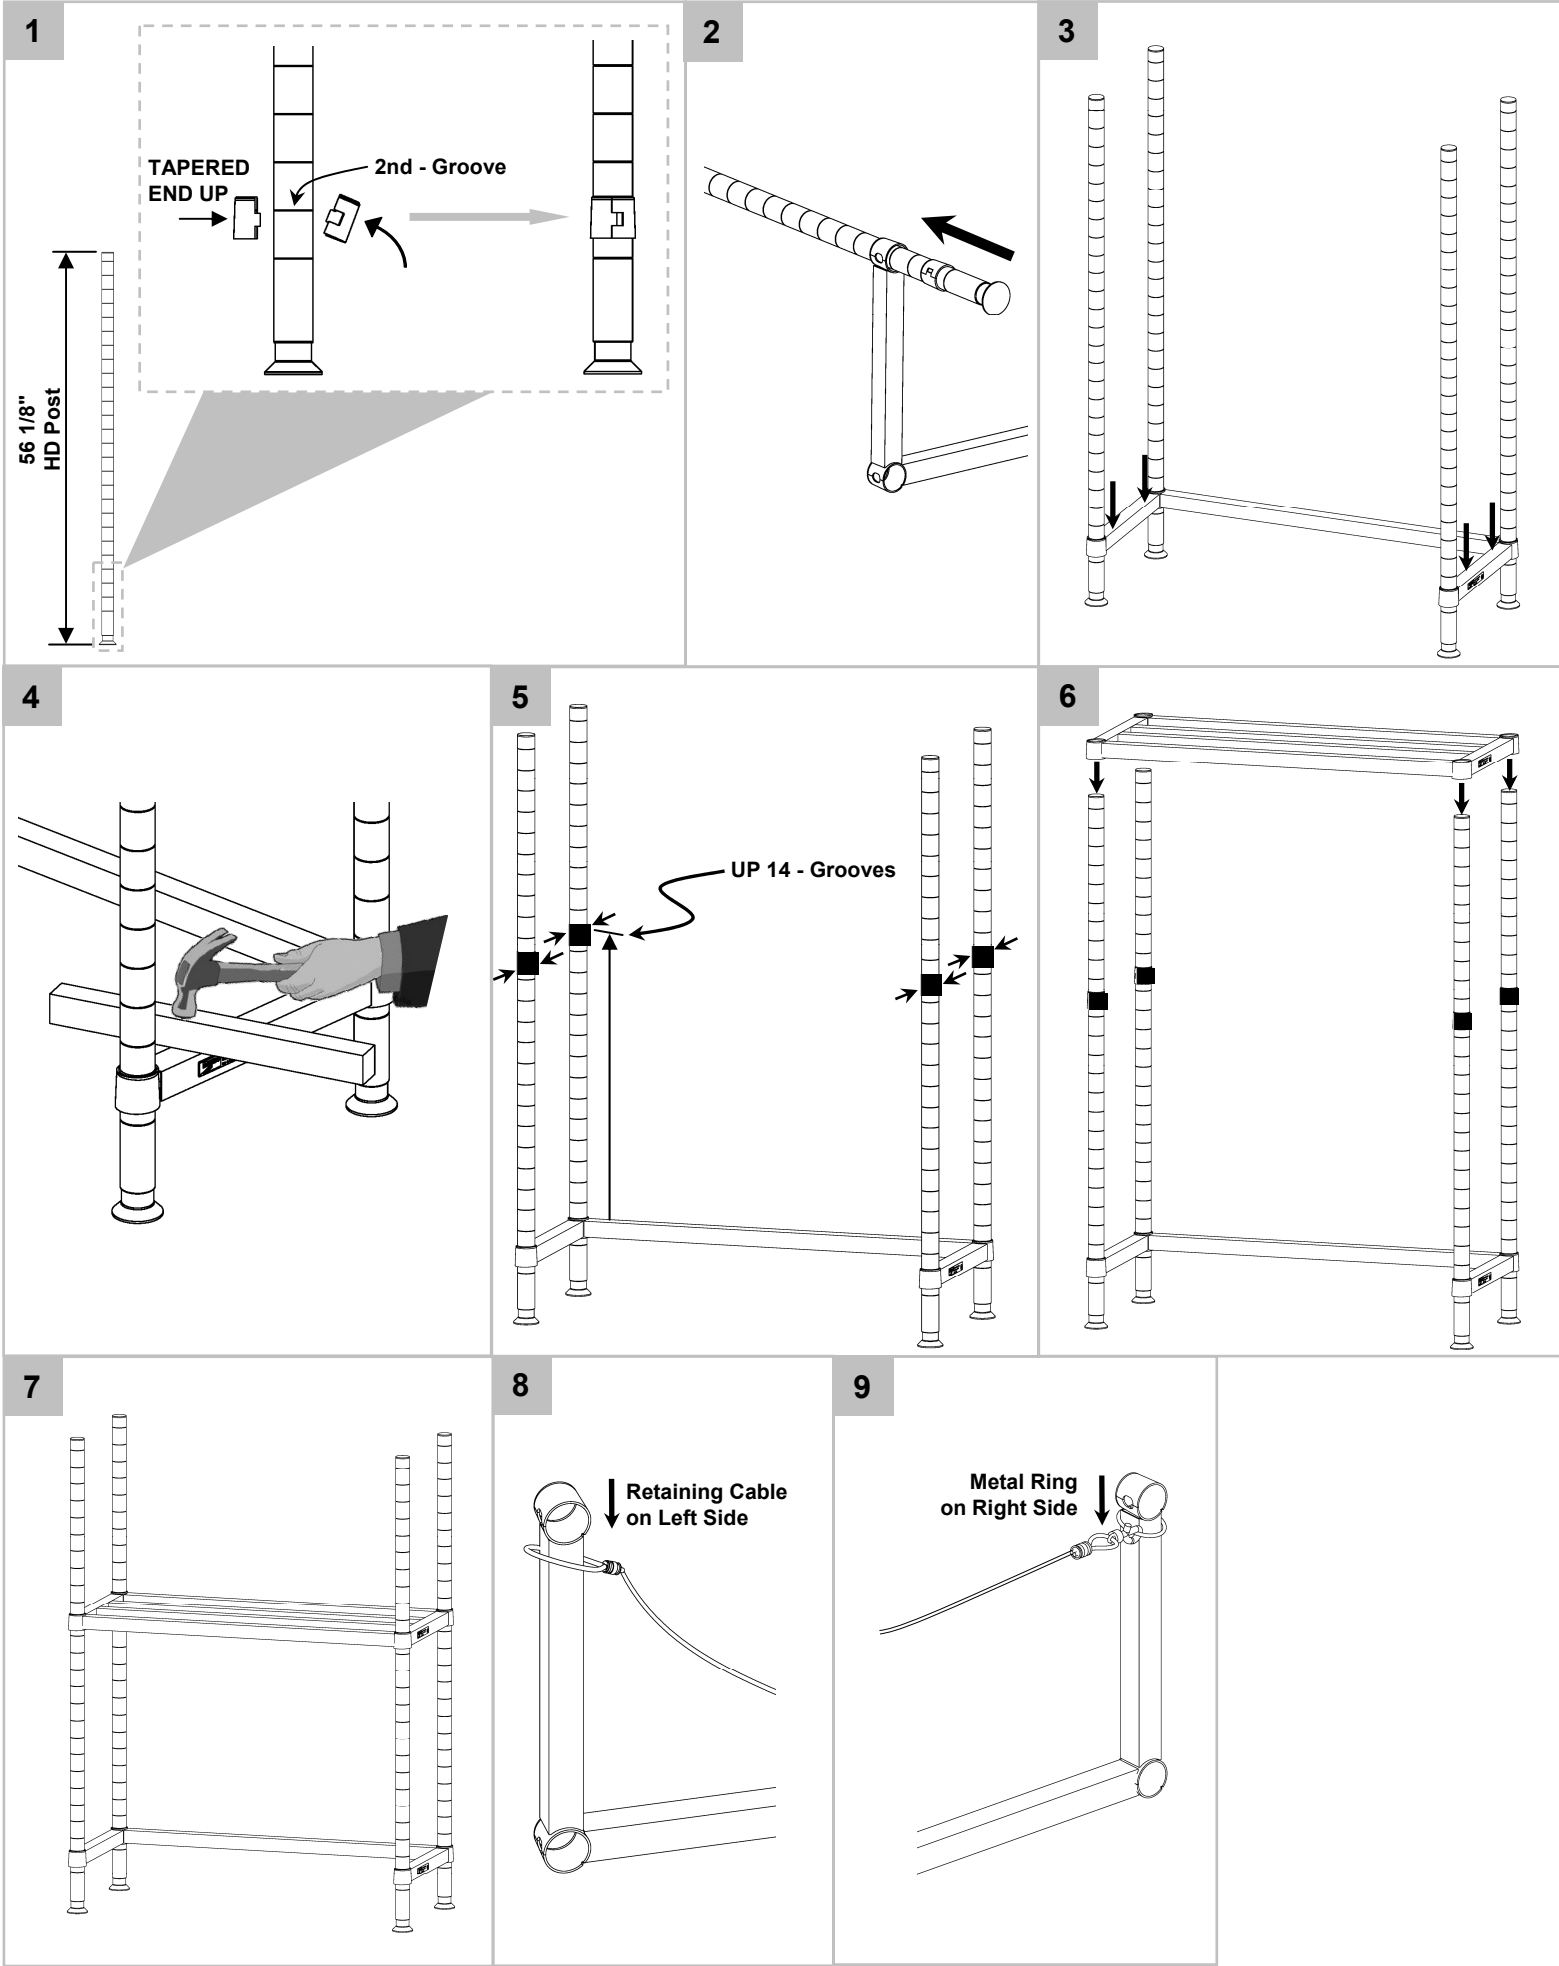 1
TAPERED
END UP
2nd - Groove
56 1/8"
HD Post
2
3
4
5
UP 14 - Grooves
6
7
8
Retaining Cable
on Left Side
9
Metal Ring
on Right Side